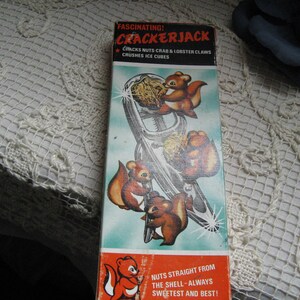 FASCINATING!
CRACKERJACK
CRACKS NUTS CRAB & LOBSTER CLAWS
CRUSHES ICE CUBES
NUTS STRAIGHT FROM
THE SHELL-ALWAYS
SWEETEST AND BEST!